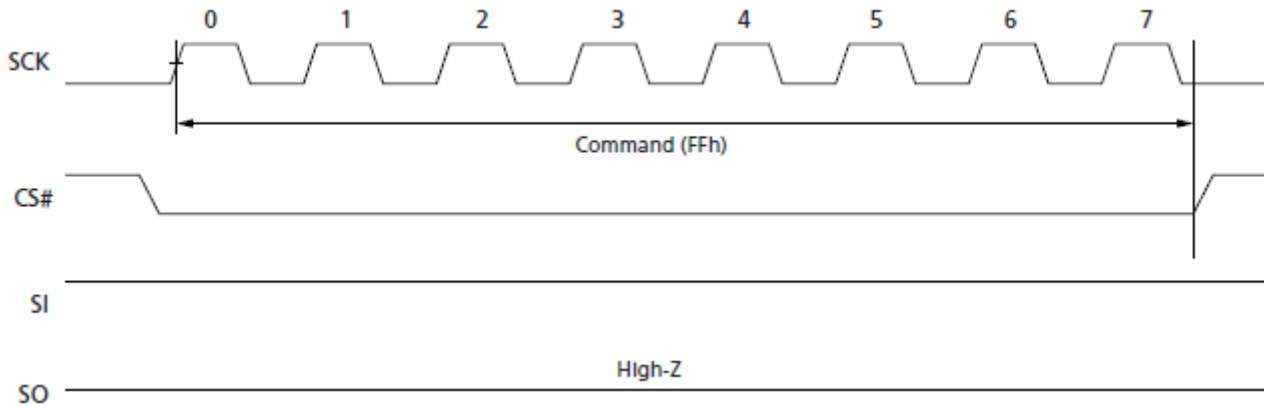 0 1 2 3 4 5 6 7
SCK
Command (FFh)
CS#
SI
High-Z
SO